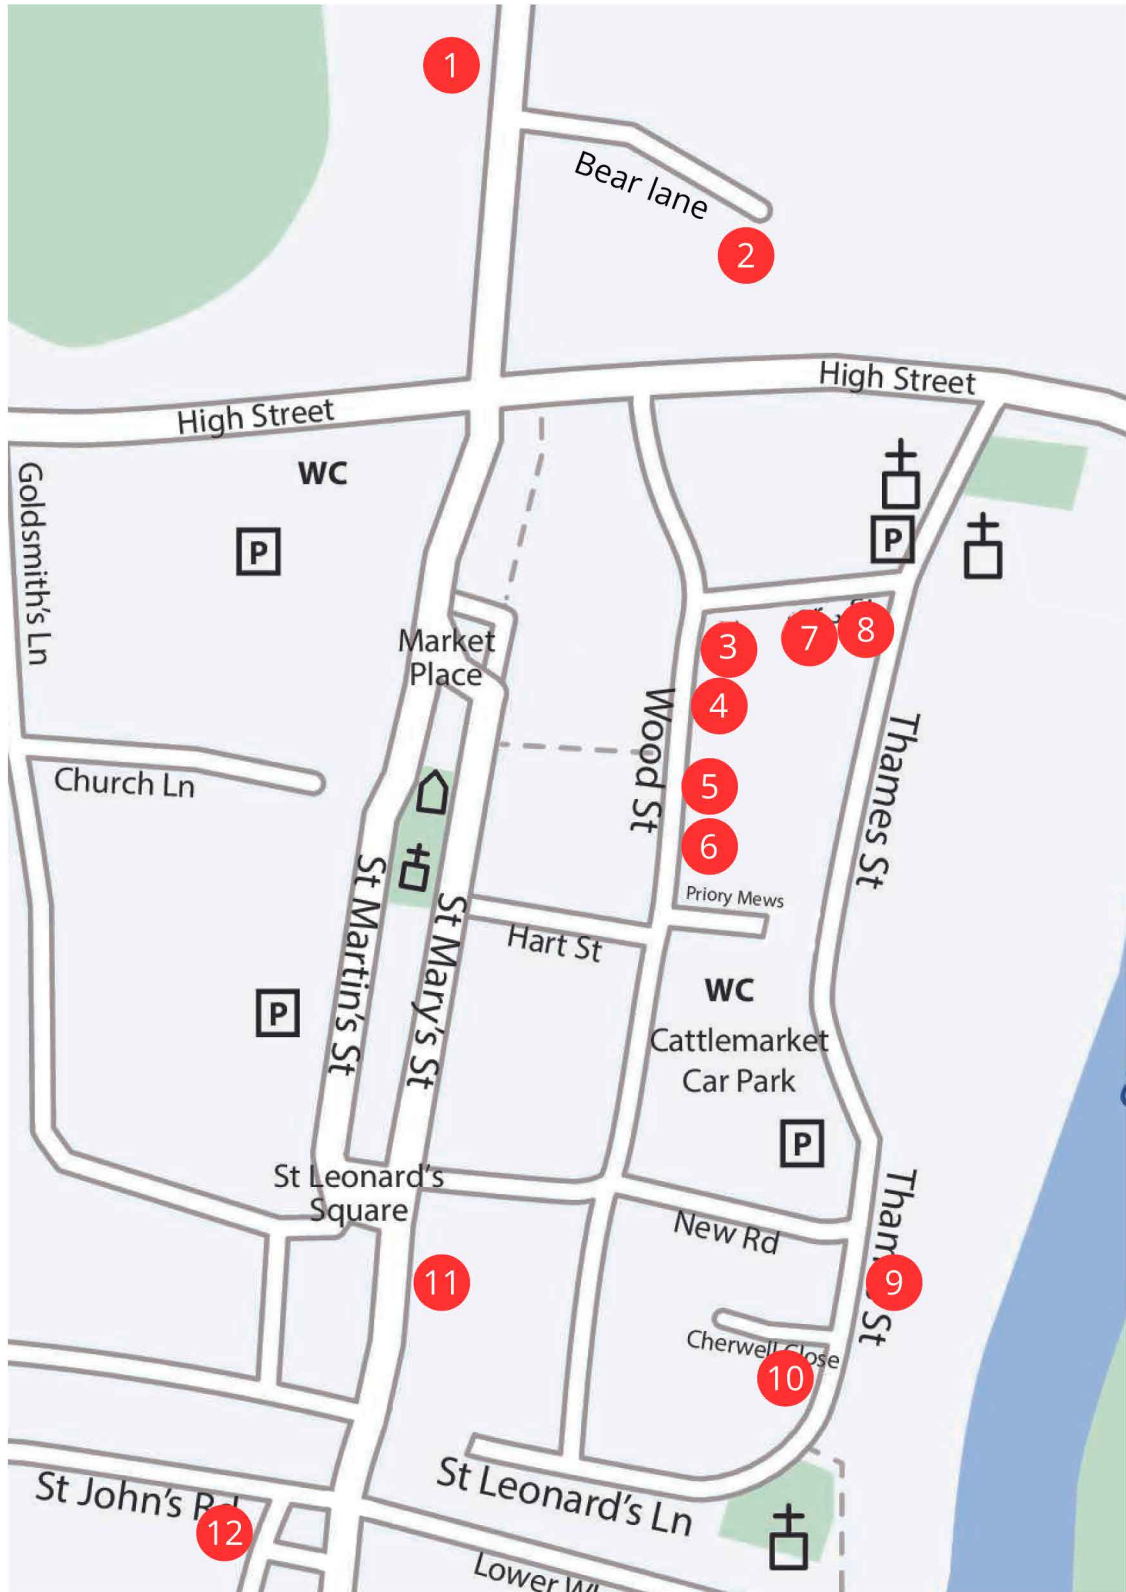 1
Bear lane
2
High Street
High Street
WC
Goldsmith's Ln
P
P
Market
Place
3
7
8
4
Wood St
Thames St
Church Ln
5
6
Priory Mews
St Martin's St
St Mary's St
Hart St
WC
P
Cattlemarket
Car Park
P
St Leonard's
Square
New Rd
11
9
St
Cherwell Close
10
St Leonard's Ln
St John's
12
Lower